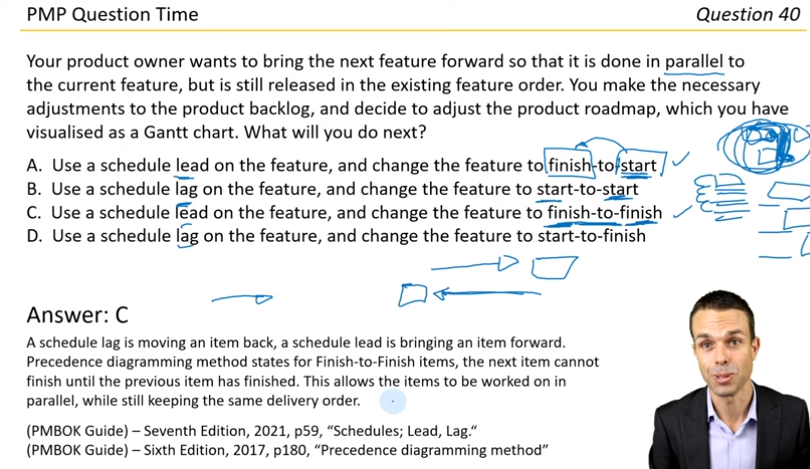 PMP Question Time
Question 40
Your product owner wants to bring the next feature forward so that it is done in parallel to
the current feature, but is still released in the existing feature order. You make the necessary
adjustments to the product backlog, and decide to adjust the product roadmap, which you have
visualised as a Gantt chart. What will you do next?
A. Use a schedule lead on the feature, and change the feature to finish-to-start
B. Use a schedule lag on the feature, and change the feature to start-to-start
C. Use a schedule lead on the feature, and change the feature to finish-to-finish
D. Use a schedule lag on the feature, and change the feature to start-to-finish
Answer: C
A schedule lag is moving an item back, a schedule lead is bringing an item forward.
Precedence diagramming method states for Finish-to-Finish items, the next item cannot
finish until the previous item has finished. This allows the items to be worked on in
parallel, while still keeping the same delivery order.
(PMBOK Guide) – Seventh Edition, 2021, p59, “Schedules; Lead, Lag.“
(PMBOK Guide) – Sixth Edition, 2017, p180, “Precedence diagramming method”